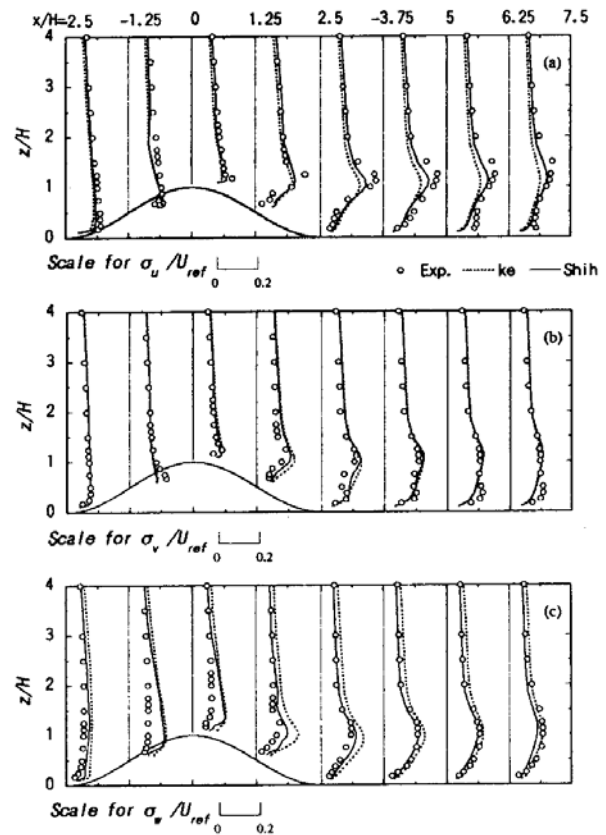 x/H=-2.5 -1.25 0 1.25 2.5 -3.75 5 6.25 7.5
4
(a)
3
z/H
2
1
0
Scale for σu /Uref
0 0.2
Exp. ke Shih
4
(b)
3
z/H
2
1
0
Scale for σv /Uref
0 0.2
4
(c)
3
z/H
2
1
0
Scale for σw /Uref
0 0.2